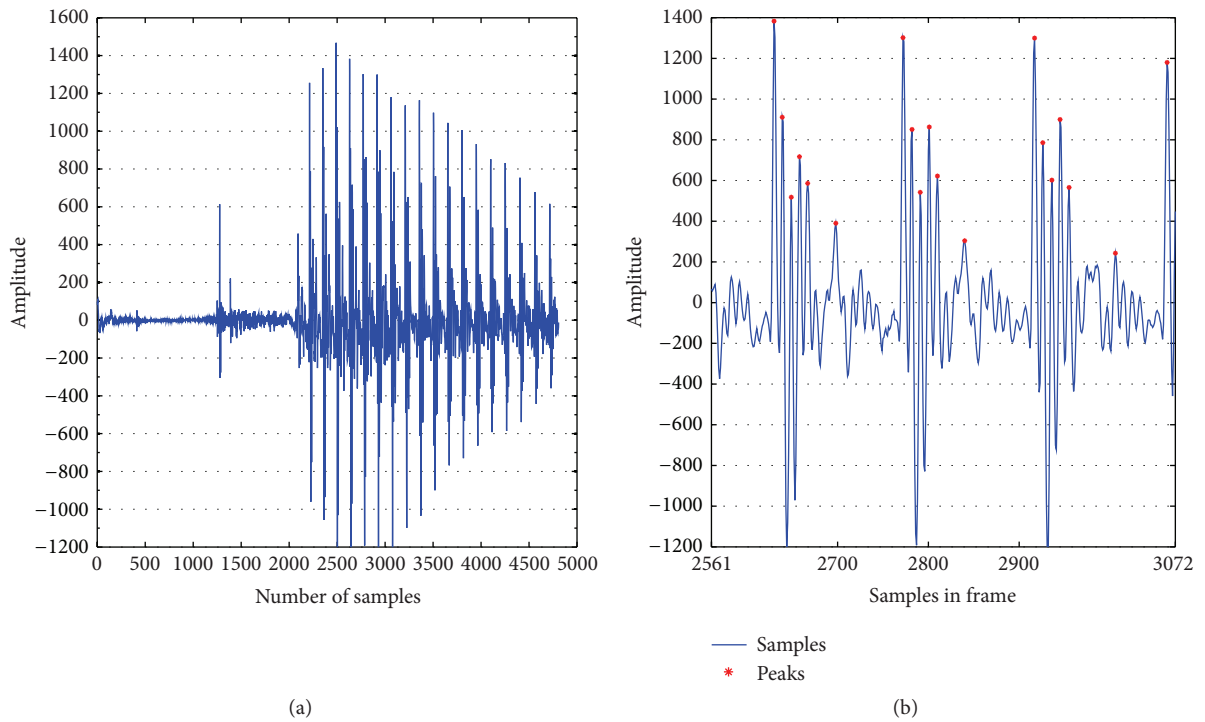 1600
1400
1200
1000
800
600
400
200
0
−200
−400
−600
−800
−1000
−1200
Amplitude
0 500 1000 1500 2000 2500 3000 3500 4000 4500 5000
Number of samples
(a)
1400
1200
1000
800
600
400
200
0
−200
−400
−600
−800
−1000
−1200
Amplitude
2561 2700 2800 2900 3072
Samples in frame
Samples
Peaks
(b)